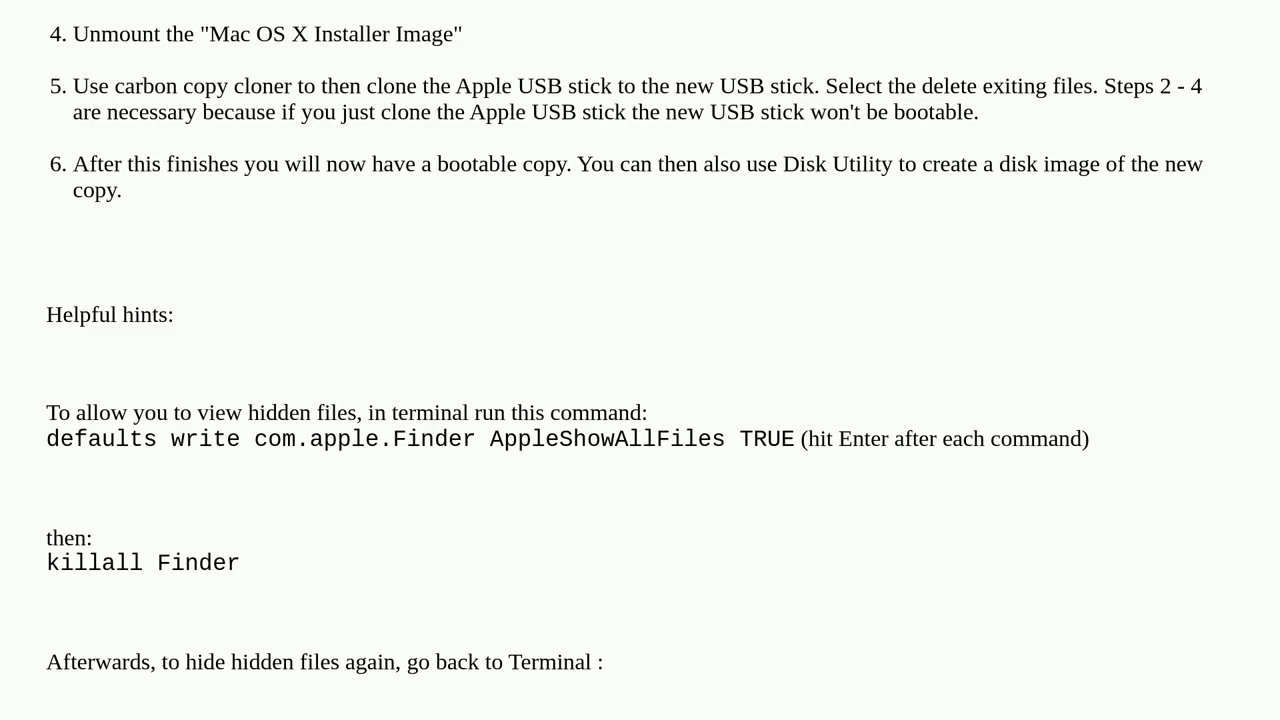 4. Unmount the "Mac OS X Installer Image"
5. Use carbon copy cloner to then clone the Apple USB stick to the new USB stick. Select the delete exiting files. Steps 2 - 4
are necessary because if you just clone the Apple USB stick the new USB stick won't be bootable.
6. After this finishes you will now have a bootable copy. You can then also use Disk Utility to create a disk image of the new
copy.
Helpful hints:
To allow you to view hidden files, in terminal run this command:
defaults write com.apple.Finder AppleShowAllFiles TRUE (hit Enter after each command)
then:
killall Finder
Afterwards, to hide hidden files again, go back to Terminal :